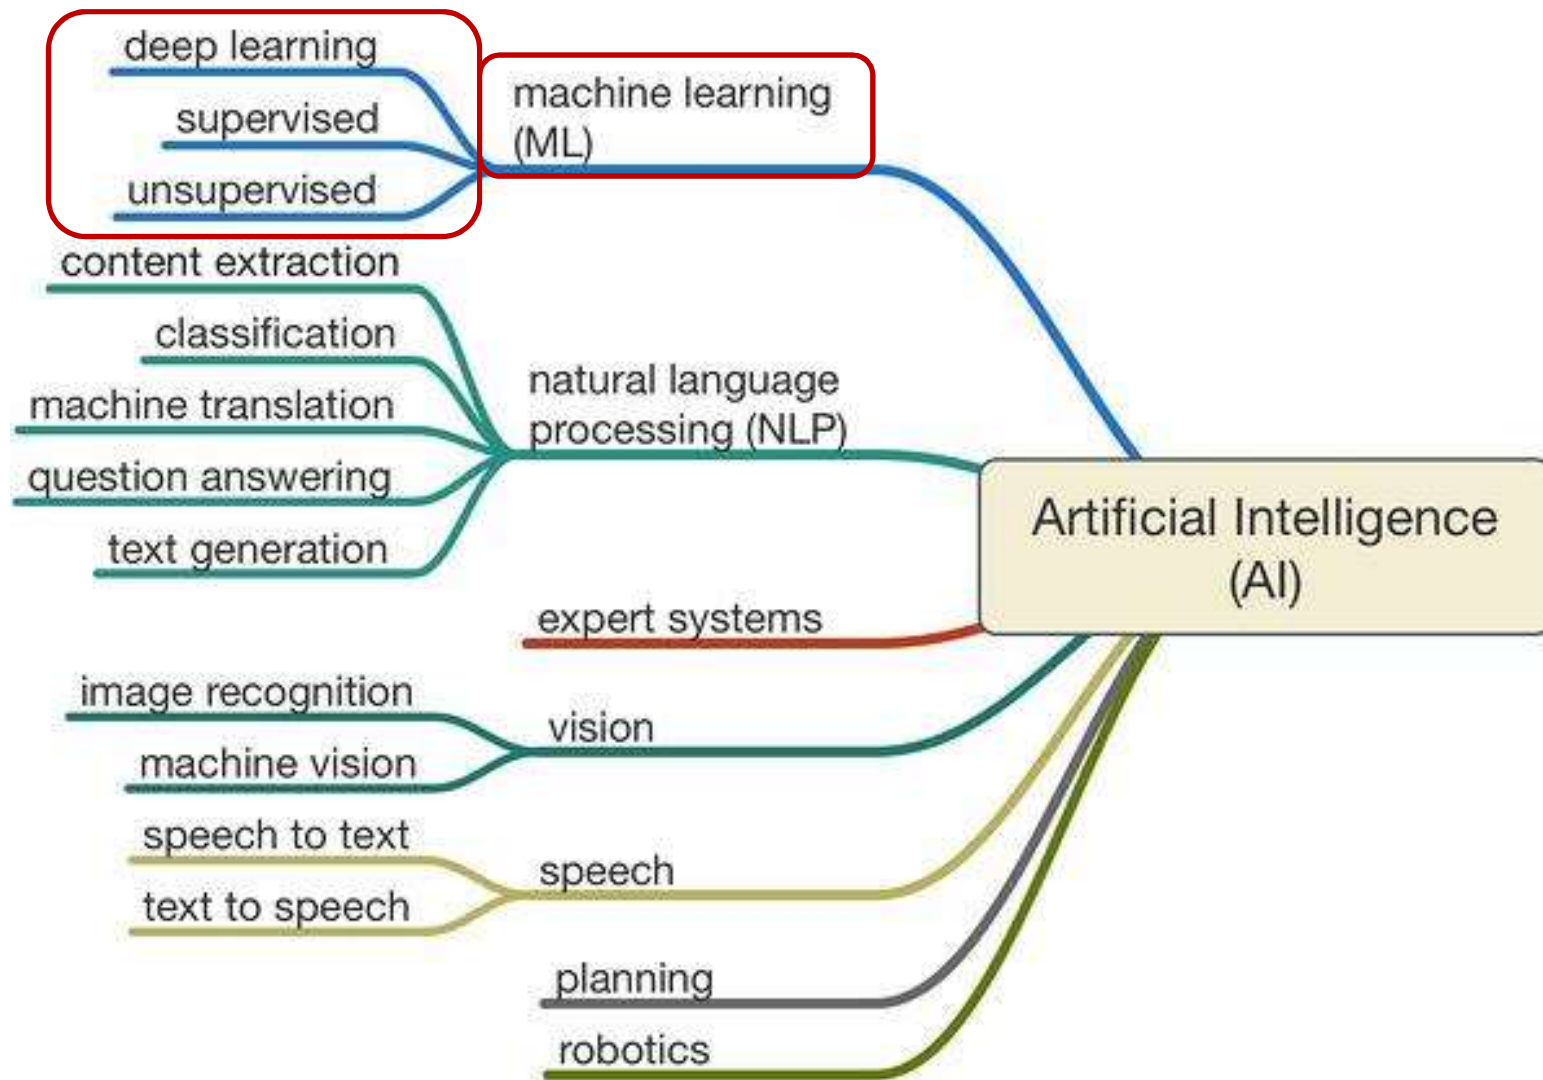 deep learning
supervised
unsupervised
machine learning
(ML)
content extraction
classification
machine translation
question answering
text generation
natural language
processing (NLP)
Artificial Intelligence
(AI)
expert systems
image recognition
machine vision
vision
speech to text
text to speech
speech
planning
robotics